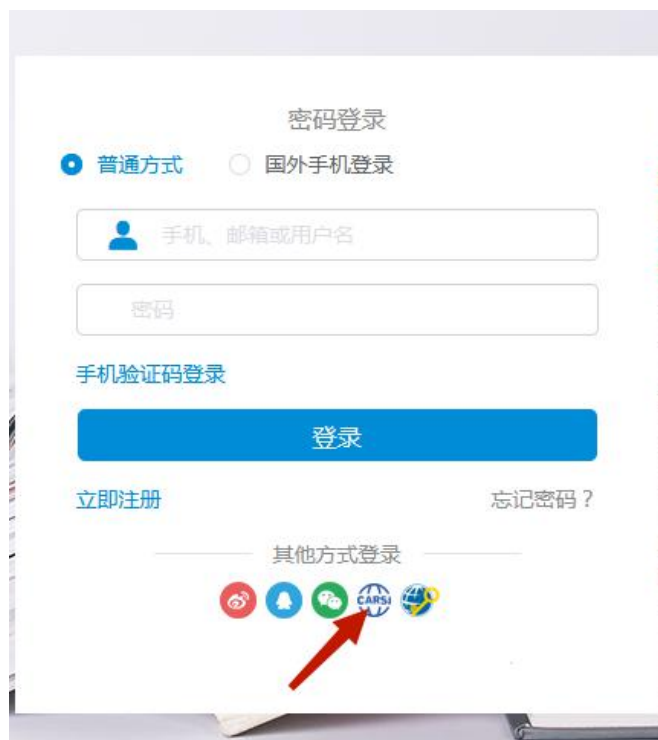 密码登录
普通方式 国外手机登录
手机、邮箱或用户名
密码
手机验证码登录
登录
立即注册 忘记密码？
其他方式登录
CARSI